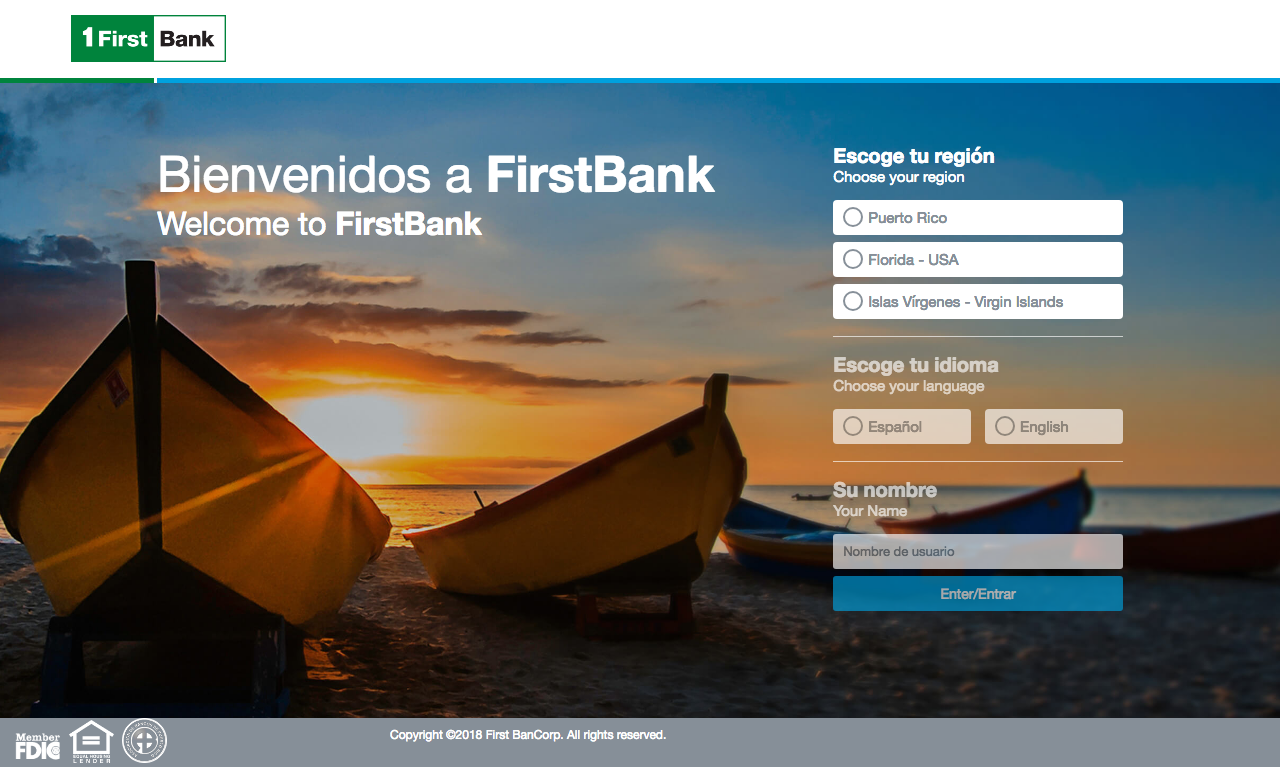 1First Bank
Bienvenidos a FirstBank
Welcome to FirstBank
Escoge tu región
Choose your region
Puerto Rico
Florida - USA
Islas Vírgenes - Virgin Islands
Escoge tu idioma
Choose your language
Español English
Su nombre
Your Name
Nombre de usuario
Enter/Entrar
Member
FDIC
EQUAL HOUSING
LENDER
Copyright ©2018 First BanCorp. All rights reserved.